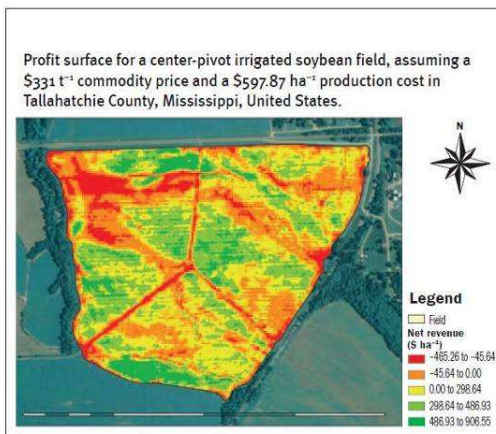 Profit surface for a center-pivot irrigated soybean field, assuming a
$331 t⁻¹ commodity price and a $597.87 ha⁻¹ production cost in
Tallahatchie County, Mississippi, United States.
N
Legend
Field
Net revenue
($ ha⁻¹)
−465.26 to −45.64
−45.64 to 0.00
0.00 to 298.64
298.64 to 486.93
486.93 to 906.55